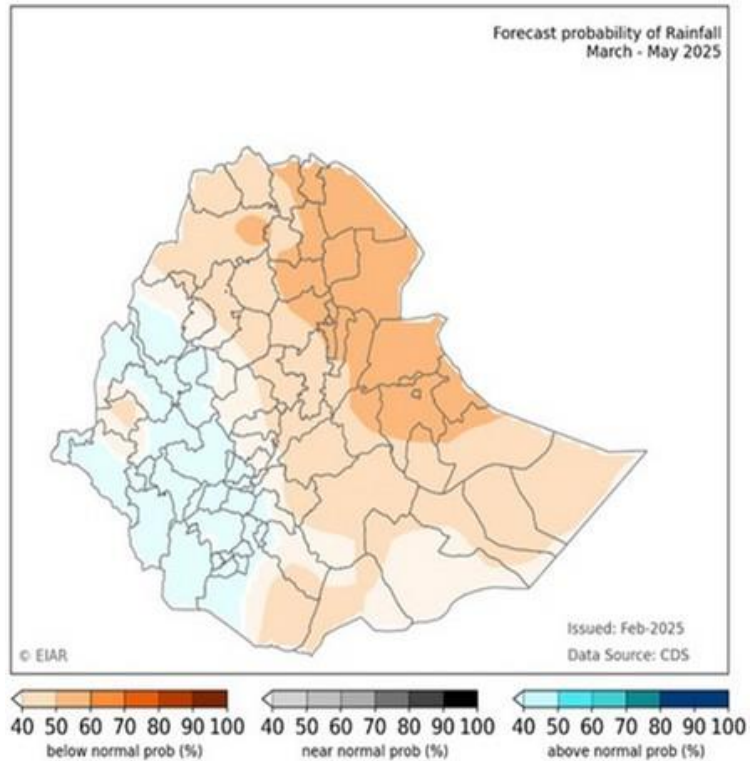 Forecast probability of Rainfall
March - May 2025
Issued: Feb-2025
© EIAR
Data Source: CDS
40 50 60 70 80 90 100
below normal prob (%)
40 50 60 70 80 90 100
near normal prob (%)
40 50 60 70 80 90 100
above normal prob (%)